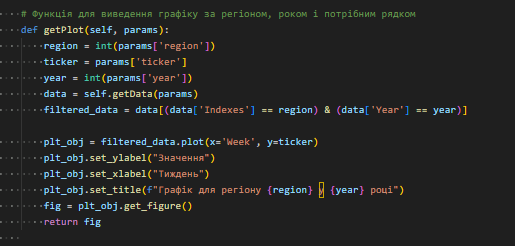 # Функція для виведення графіку за регіоном, роком і потрібним рядком
def getPlot(self, params):
region = int(params['region'])
ticker = params['ticker']
year = int(params['year'])
data = self.getData(params)
filtered_data = data[(data['Indexes'] == region) & (data['Year'] == year)]
plt_obj = filtered_data.plot(x='Week', y=ticker)
plt_obj.set_ylabel("Значення")
plt_obj.set_xlabel("Тиждень")
plt_obj.set_title(f"Графік для регіону {region} у {year} році")
fig = plt_obj.get_figure()
return fig